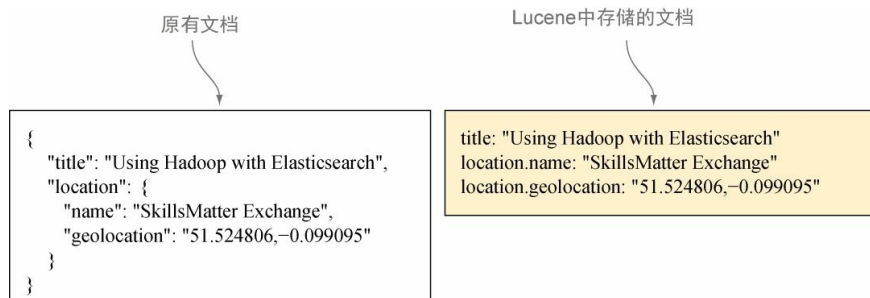 原有文档
Lucene中存储的文档
{
"title": "Using Hadoop with Elasticsearch",
"location": {
"name": "SkillsMatter Exchange",
"geolocation": "51.524806,−0.099095"
}
}
title: "Using Hadoop with Elasticsearch"
location.name: "SkillsMatter Exchange"
location.geolocation: "51.524806,−0.099095"